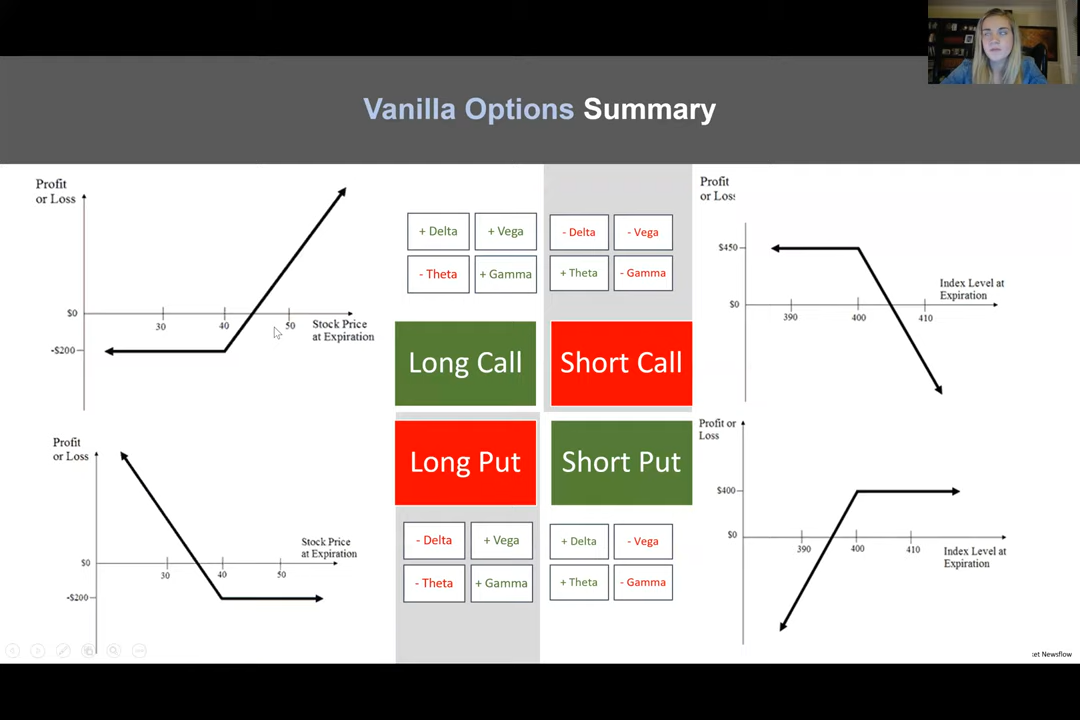 Vanilla Options Summary
Profit
or Loss
$0
-$200
30
40
50
Stock Price
at Expiration
+ Delta
+ Vega
- Theta
+ Gamma
- Delta
- Vega
+ Theta
- Gamma
Profit
or Loss
$450
$0
390
400
410
Index Level at
Expiration
Long Call
Short Call
Long Put
Short Put
Profit
or Loss
$0
-$200
30
40
50
Stock Price
at Expiration
- Delta
+ Vega
- Theta
+ Gamma
+ Delta
- Vega
+ Theta
- Gamma
Profit or
Loss
$400
$0
390
400
410
Index Level at
Expiration
ket Newsflow